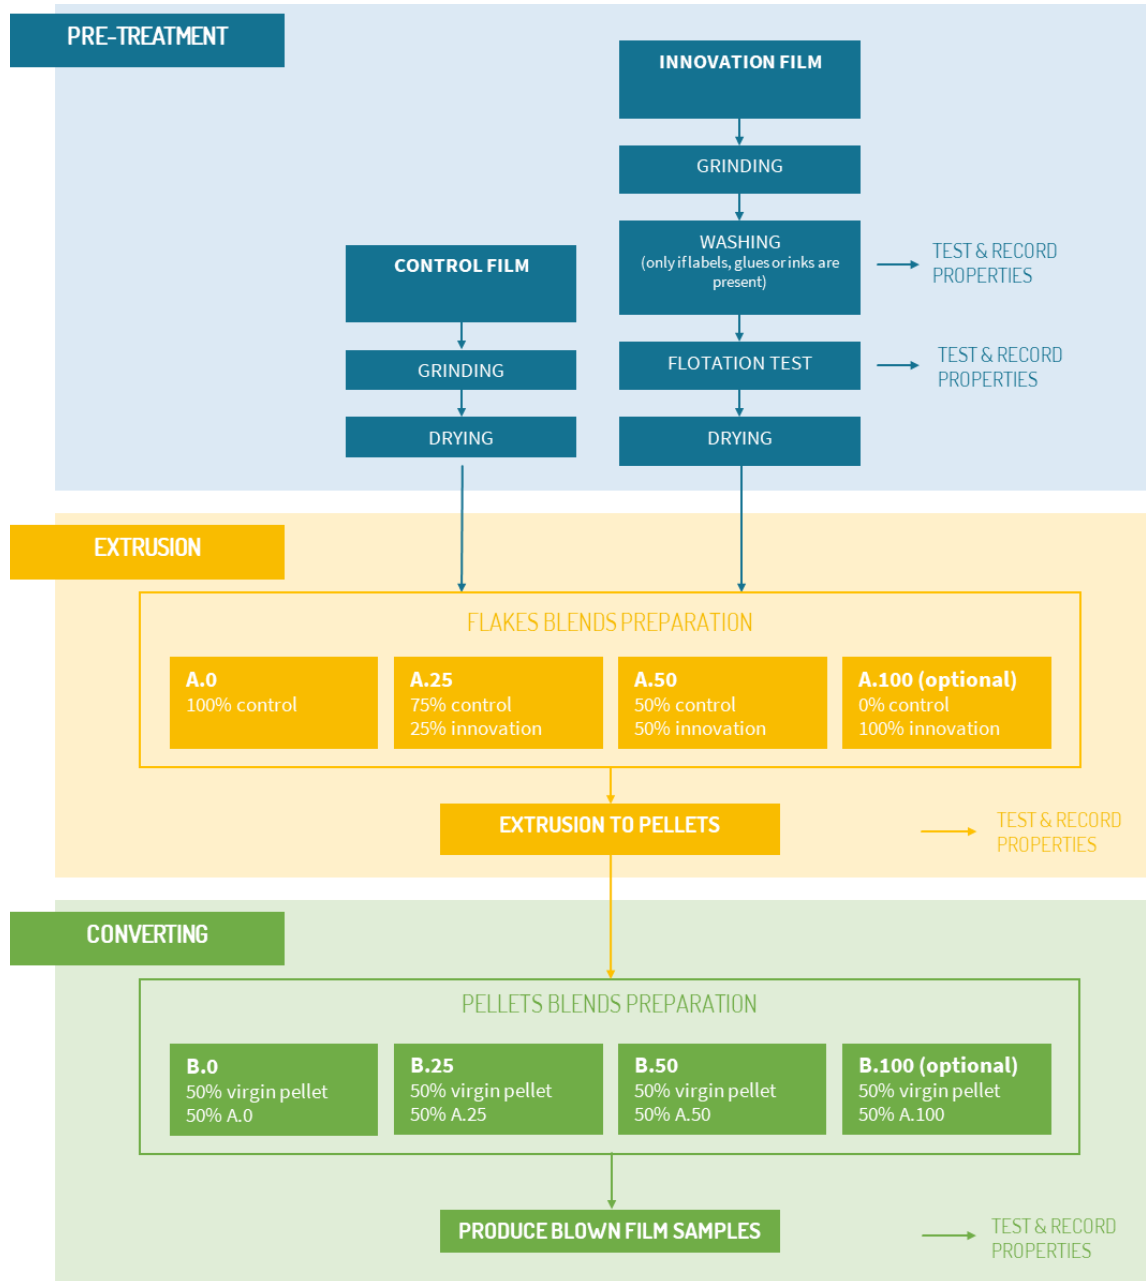 PRE-TREATMENT
INNOVATION FILM
GRINDING
WASHING
(only if labels, glues or inks are
present)
TEST & RECORD
PROPERTIES
CONTROL FILM
FLOTATION TEST
TEST & RECORD
PROPERTIES
GRINDING
DRYING
DRYING
EXTRUSION
FLAKES BLENDS PREPARATION
A.0
100% control
A.25
75% control
25% innovation
A.50
50% control
50% innovation
A.100 (optional)
0% control
100% innovation
EXTRUSION TO PELLETS
TEST & RECORD
PROPERTIES
CONVERTING
PELLETS BLENDS PREPARATION
B.0
50% virgin pellet
50% A.0
B.25
50% virgin pellet
50% A.25
B.50
50% virgin pellet
50% A.50
B.100 (optional)
50% virgin pellet
50% A.100
PRODUCE BLOWN FILM SAMPLES
TEST & RECORD
PROPERTIES